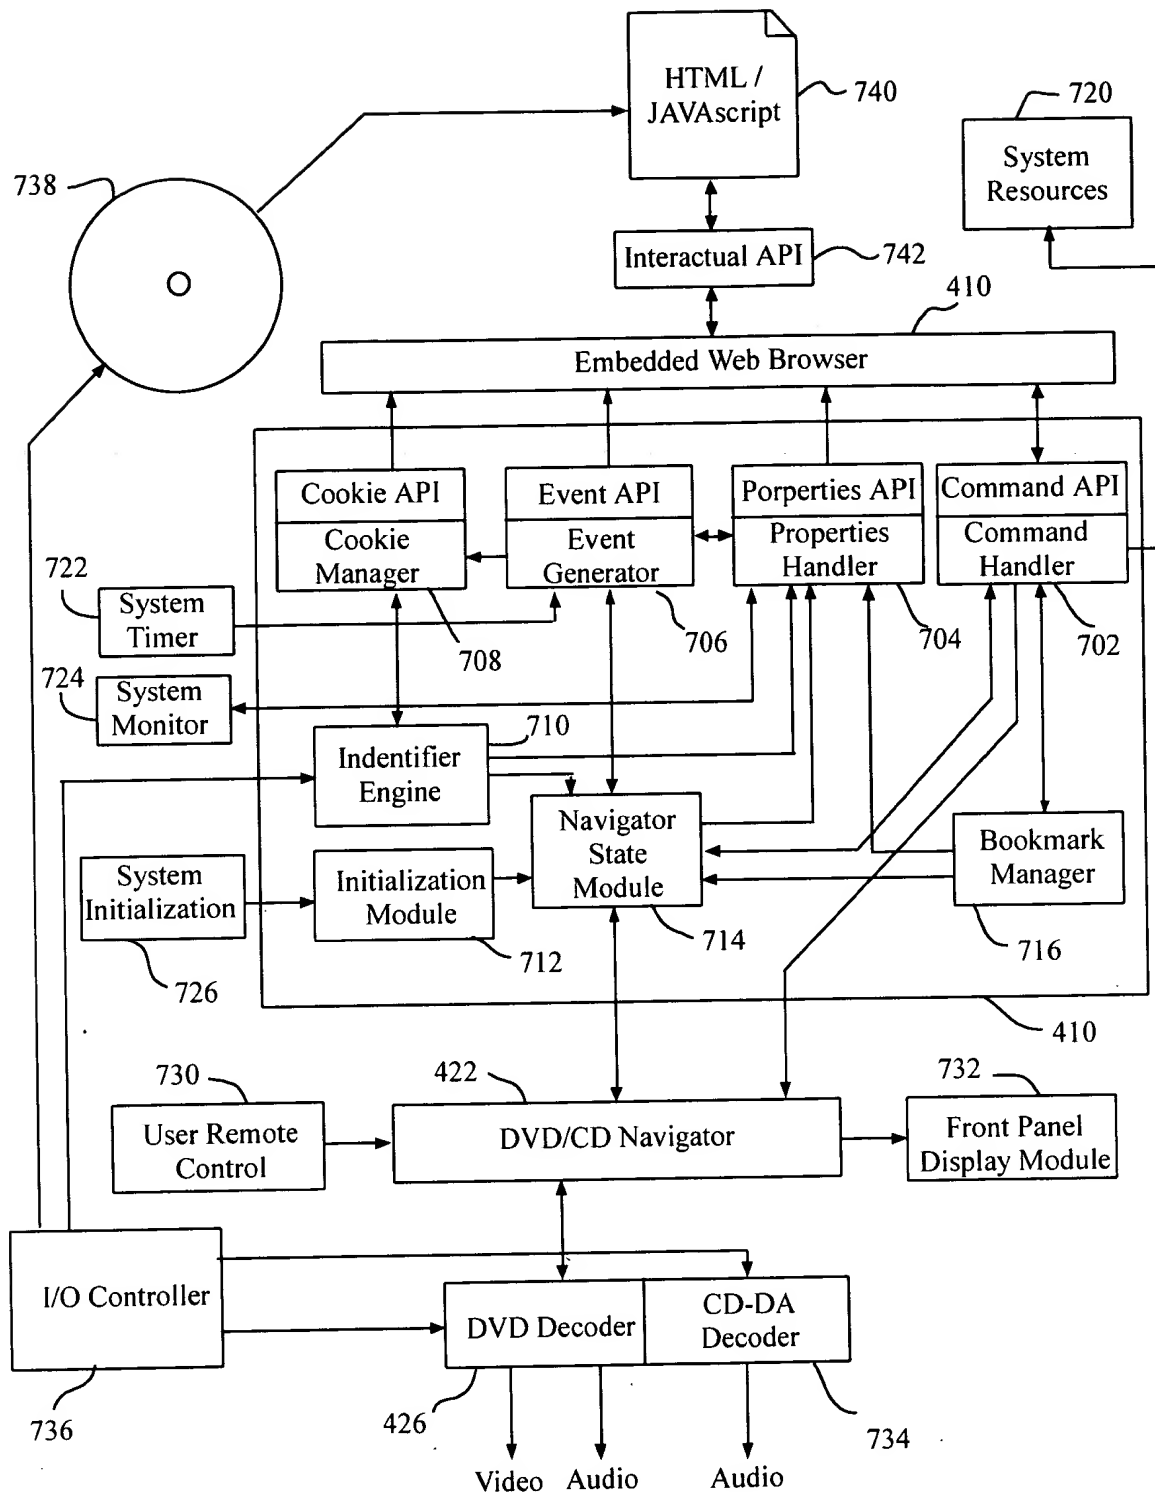 HTML /
JAVAscript
740
720
System
Resources
738
Interactual API
742
410
Embedded Web Browser
Cookie API
Cookie
Manager
Event API
Event
Generator
Porperties API
Properties
Handler
Command API
Command
Handler
722
System
Timer
708
706
704
702
724
System
Monitor
710
Indentifier
Engine
Navigator
State
Module
Bookmark
Manager
System
Initialization
Initialization
Module
714
716
712
726
410
730
422
732
User Remote
Control
DVD/CD Navigator
Front Panel
Display Module
I/O Controller
DVD Decoder
CD-DA
Decoder
736
426
734
Video
Audio
Audio